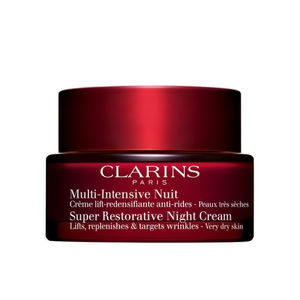 CLARINS
PARIS
Multi-Intensive Nuit
Crème lift-redensifiante anti-rides - Peaux très sèches
Super Restorative Night Cream
Lifts, replenishes & targets wrinkles - Very dry skin